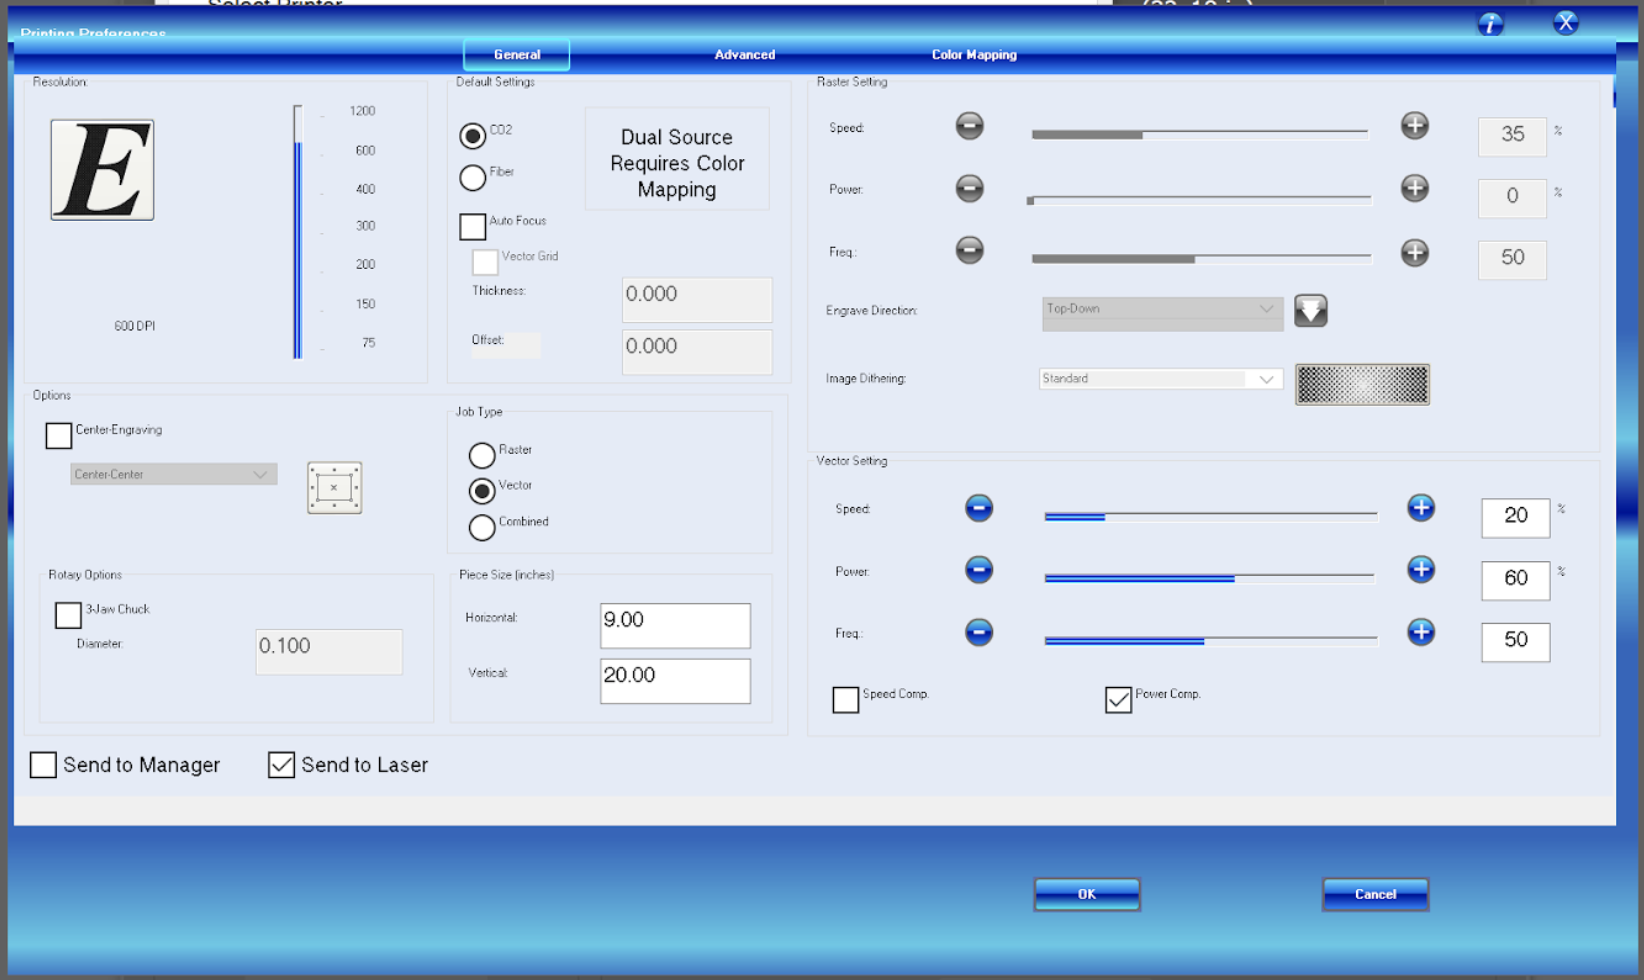 Select Printer
Printing Preferences
i
X
General
Advanced
Color Mapping
Resolution:
E
1200
600
400
300
200
150
75
600 DPI
Default Settings
CO2
Fiber
Dual Source
Requires Color
Mapping
Auto Focus
Vector Grid
Thickness:
0.000
Offset:
0.000
Raster Setting
Speed:
35
%
Power:
0
%
Freq.:
50
Engrave Direction:
Top-Down
Image Dithering:
Standard
Options
Center-Engraving
Center-Center
Job Type
Raster
Vector
Combined
Rotary Options
3-Jaw Chuck
Diameter:
0.100
Piece Size (inches)
Horizontal:
9.00
Vertical:
20.00
Vector Setting
Speed:
20
%
Power:
60
%
Freq.:
50
Speed Comp.
Power Comp.
Send to Manager
Send to Laser
OK
Cancel